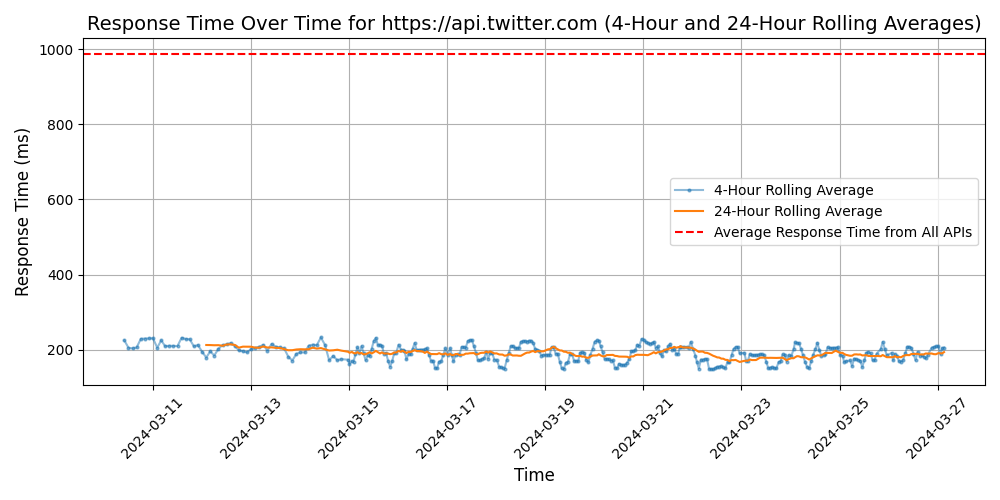 Response Time Over Time for https://api.twitter.com (4-Hour and 24-Hour Rolling Averages)
1000
800
600
400
200
Response Time (ms)
4-Hour Rolling Average
24-Hour Rolling Average
Average Response Time from All APIs
2024-03-11
2024-03-13
2024-03-15
2024-03-17
2024-03-19
2024-03-21
2024-03-23
2024-03-25
2024-03-27
Time